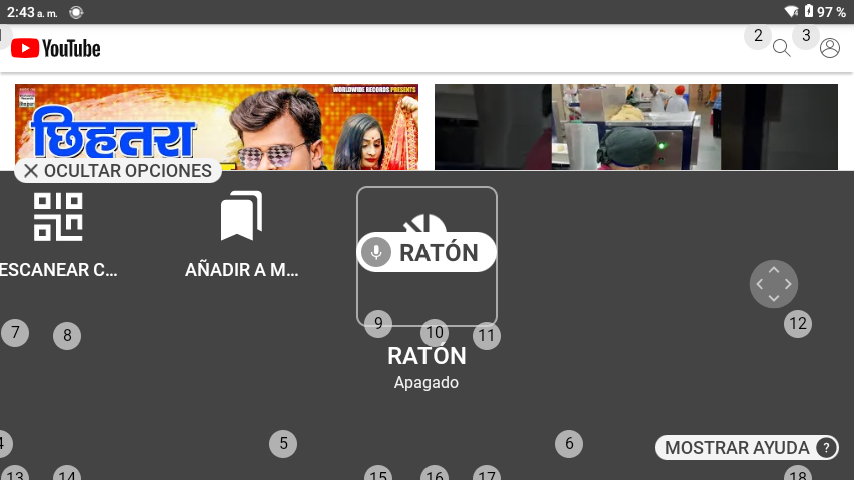 2:43 a. m.
97 %
2
3
YouTube
WORLDWIDE RECORDS PRESENTS
छिहतरा
OCULTAR OPCIONES
ESCANEAR C...
AÑADIR A M...
RATÓN
7
8
9
10
11
12
RATÓN
Apagado
4
5
6
MOSTRAR AYUDA ?
13
14
15
16
17
18